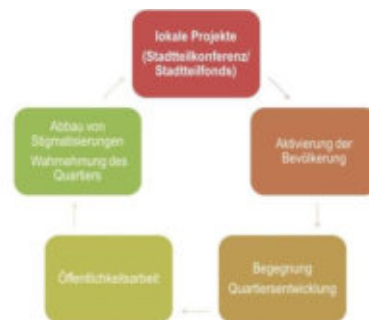 lokale Projekte
(Stadtteilkonferenz/
Stadtteilfonds)
Aktivierung der
Bevölkerung
Begegnung
Quartiersentwicklung
Öffentlichkeitsarbeit
Abbau von
Stigmatisierungen
Wahrnehmung des
Quartiers